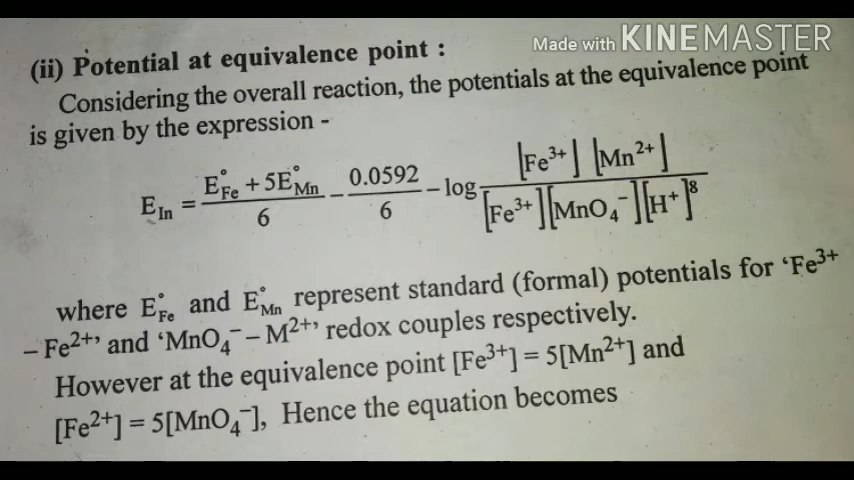 Made with KINEMASTER
(ii) Potential at equivalence point :
Considering the overall reaction, the potentials at the equivalence point
is given by the expression -
E_In = (E°_Fe + 5E°_Mn)/6 – 0.0592/6 – log ([Fe³⁺] [Mn²⁺])/([Fe³⁺][MnO₄⁻][H⁺]⁸)
where E°_Fe and E°_Mn represent standard (formal) potentials for ‘Fe³⁺
– Fe²⁺’ and ‘MnO₄⁻ – M²⁺’ redox couples respectively.
However at the equivalence point [Fe³⁺] = 5[Mn²⁺] and
[Fe²⁺] = 5[MnO₄⁻], Hence the equation becomes